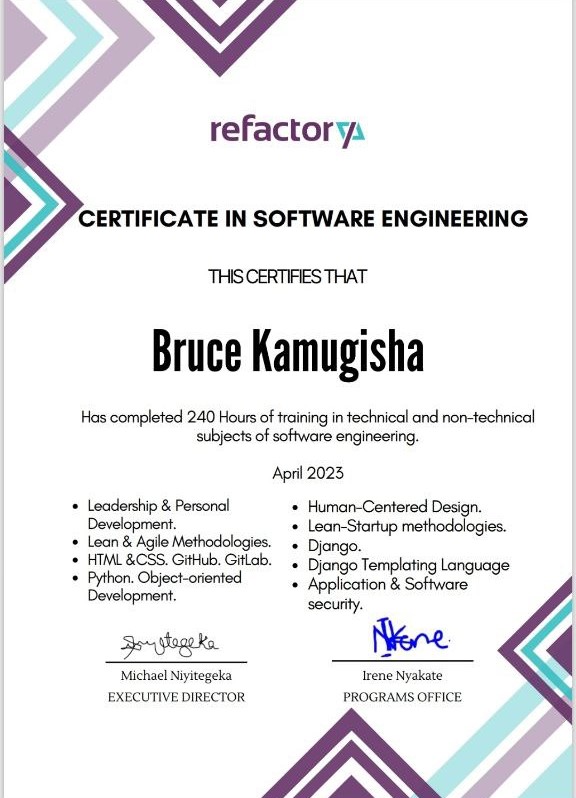 refactory
CERTIFICATE IN SOFTWARE ENGINEERING
THIS CERTIFIES THAT
Bruce Kamugisha
Has completed 240 Hours of training in technical and non-technical
subjects of software engineering.
April 2023
• Leadership & Personal
Development.
• Lean & Agile Methodologies.
• HTML &CSS. GitHub. GitLab.
• Python. Object-oriented
Development.
• Human-Centered Design.
• Lean-Startup methodologies.
• Django.
• Django Templating Language
• Application & Software
security.
Michael Niyitegeka
EXECUTIVE DIRECTOR
Irene Nyakate
PROGRAMS OFFICE